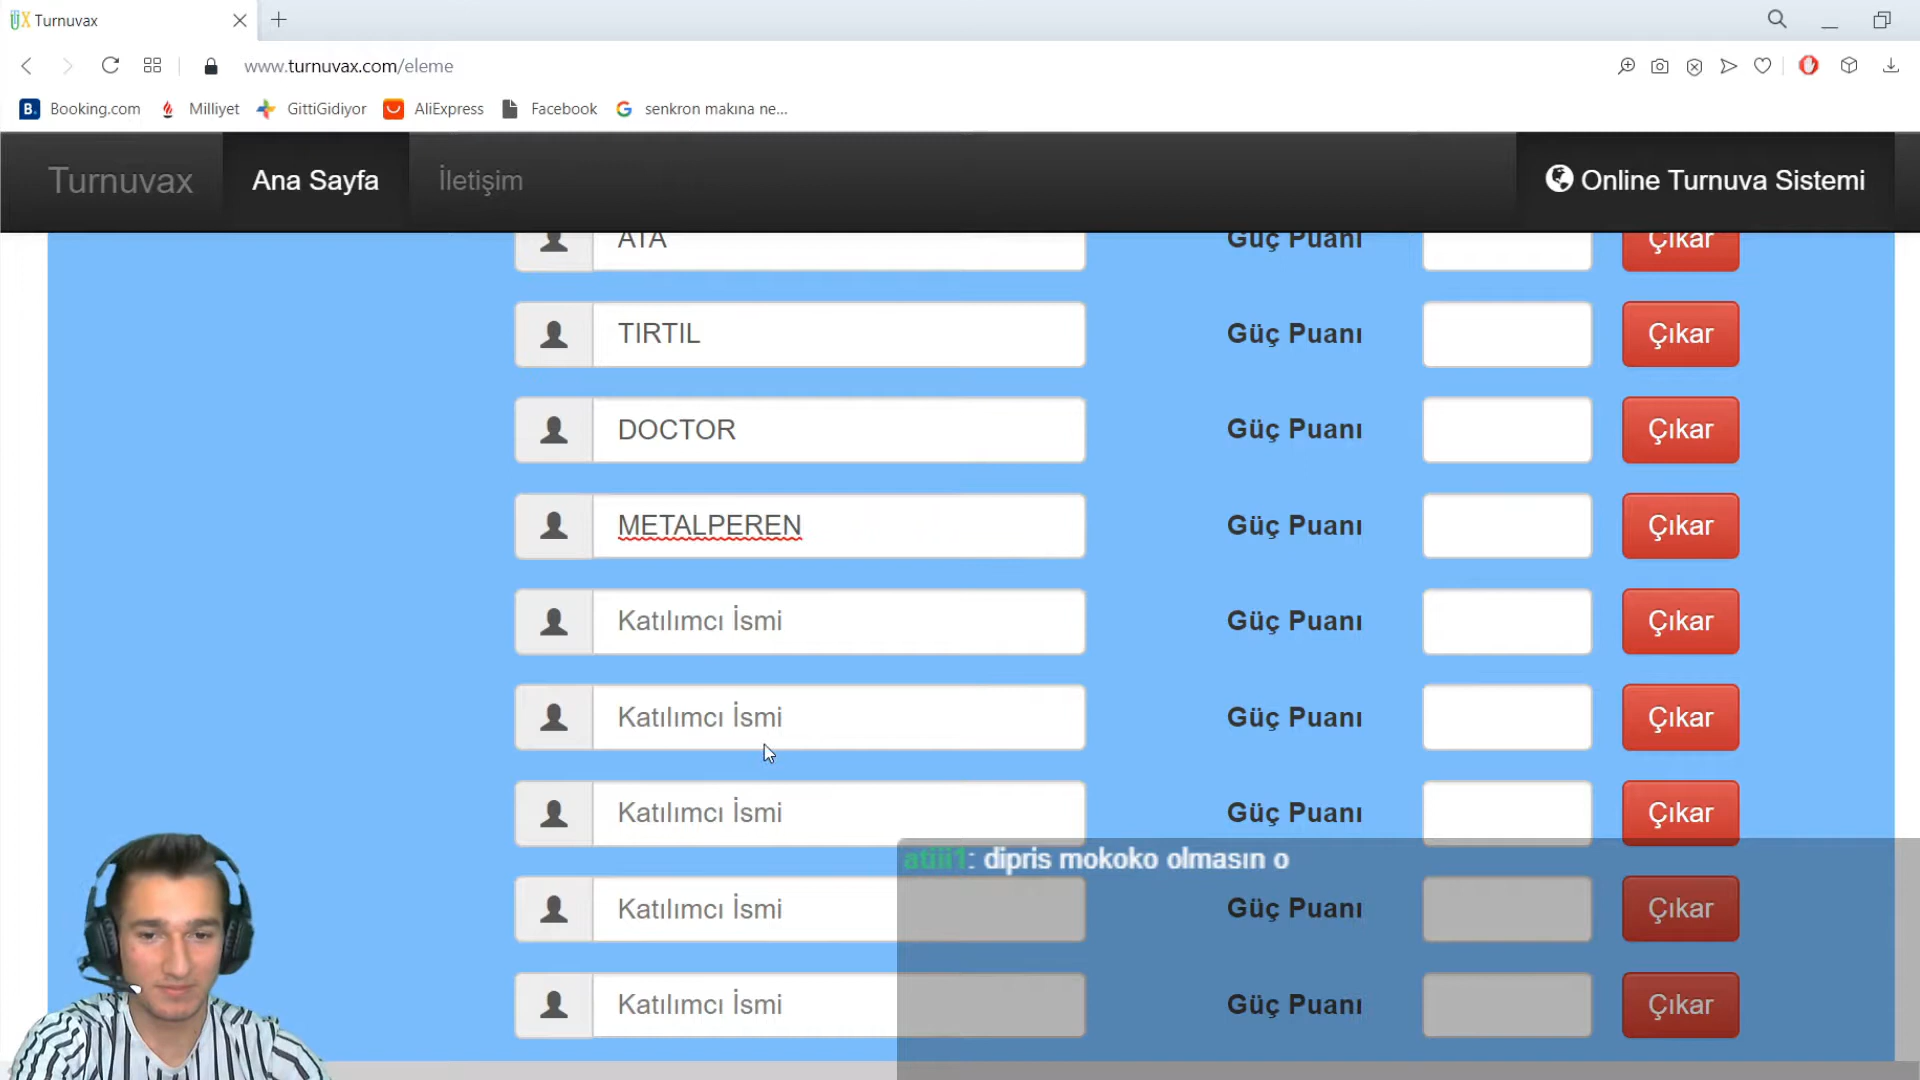 Turnuvax
www.turnuvax.com/eleme
B. Booking.com Milliyet GittiGidiyor AliExpress Facebook G senkron makına ne...
Turnuvax Ana Sayfa İletişim Online Turnuva Sistemi
ATA Güç Puanı Çıkar
TIRTIL Güç Puanı Çıkar
DOCTOR Güç Puanı Çıkar
METALPEREN Güç Puanı Çıkar
Katılımcı İsmi Güç Puanı Çıkar
Katılımcı İsmi Güç Puanı Çıkar
Katılımcı İsmi Güç Puanı Çıkar
atiii1: dipris mokoko olmasın o
Katılımcı İsmi Güç Puanı Çıkar
Katılımcı İsmi Güç Puanı Çıkar